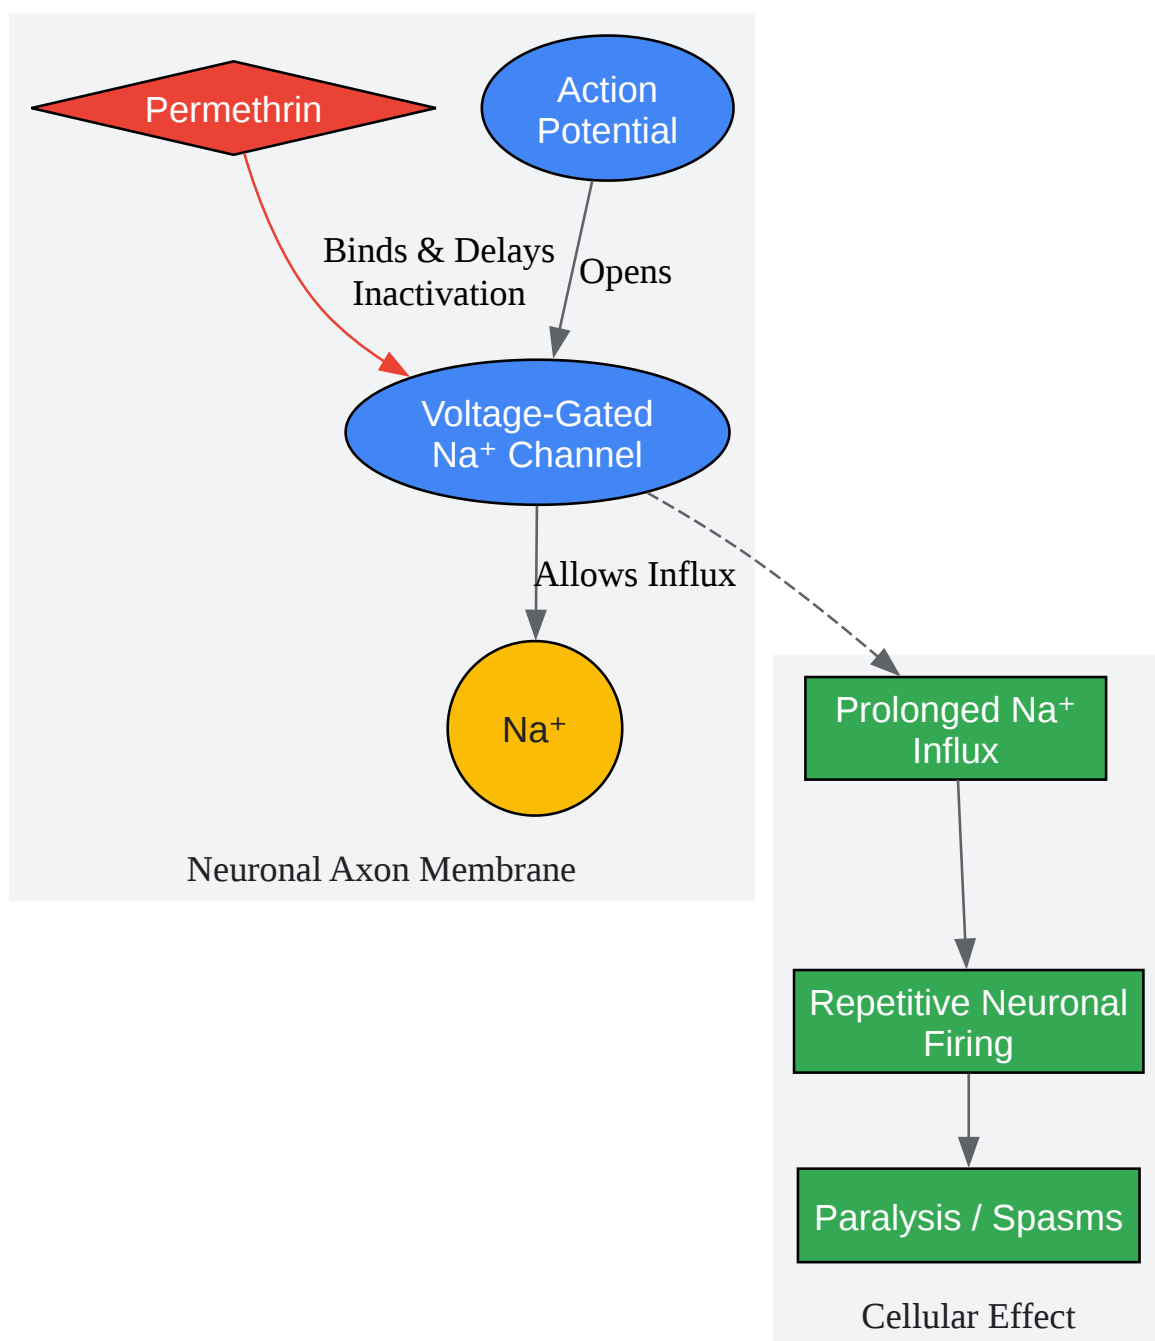 Permethrin
Action
Potential
Binds & Delays
Inactivation
Opens
Voltage-Gated
Na⁺ Channel
Allows Influx
Na⁺
Prolonged Na⁺
Influx
Neuronal Axon Membrane
Repetitive Neuronal
Firing
Paralysis / Spasms
Cellular Effect